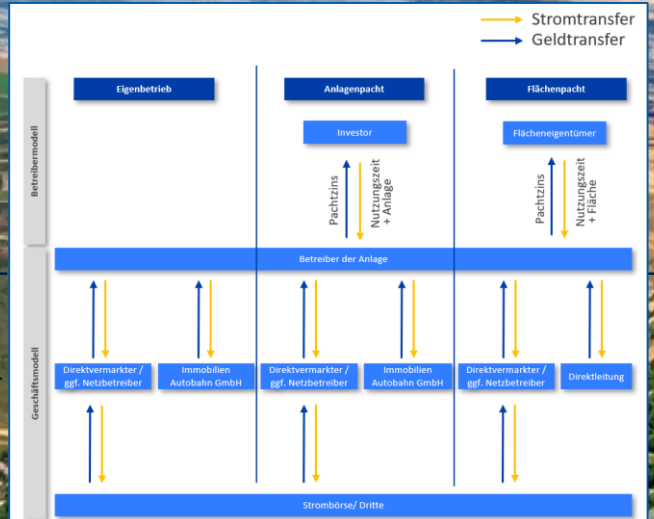 Stromtransfer
Geldtransfer
Eigenbetrieb
Anlagenpacht
Flächenpacht
Betreibermodell
Investor
Flächeneigentümer
Pachtzins
Nutzungszeit
+ Anlage
Pachtzins
Nutzungszeit
+ Fläche
Geschäftsmodell
Betreiber der Anlage
Direktvermarkter /
ggf. Netzbetreiber
Immobilien
Autobahn GmbH
Direktvermarkter /
ggf. Netzbetreiber
Immobilien
Autobahn GmbH
Direktvermarkter /
ggf. Netzbetreiber
Direktleitung
Strombörse/ Dritte